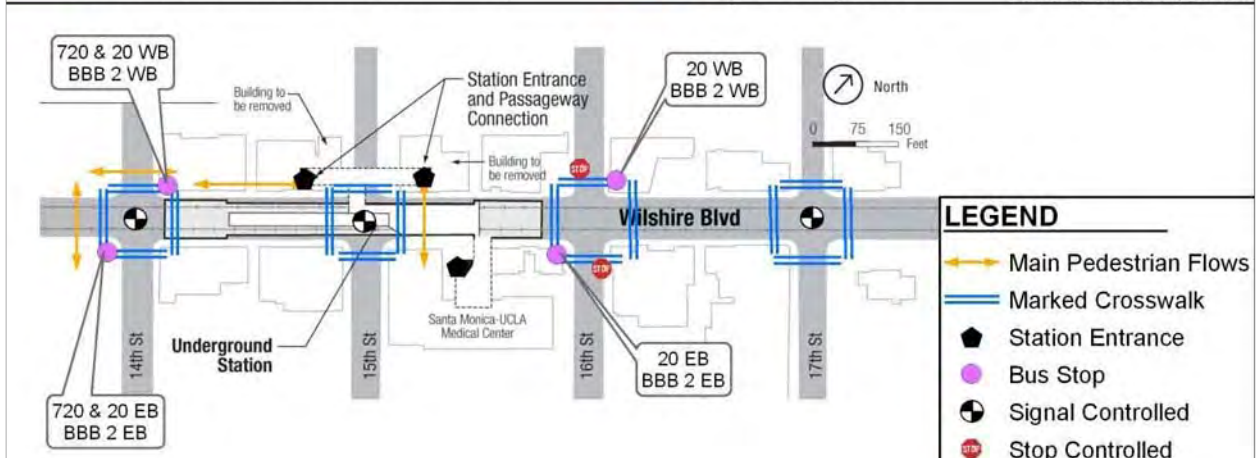 720 & 20 WB
BBB 2 WB
Building to
be removed
Station Entrance
and Passageway
Connection
Building to
be removed
20 WB
BBB 2 WB
North
0 75 150
Feet
STOP
Wilshire Blvd
STOP
Santa Monica-UCLA
Medical Center
Underground
Station
14th St
15th St
16th St
17th St
720 & 20 EB
BBB 2 EB
20 EB
BBB 2 EB
LEGEND
Main Pedestrian Flows
Marked Crosswalk
Station Entrance
Bus Stop
Signal Controlled
STOP Stop Controlled